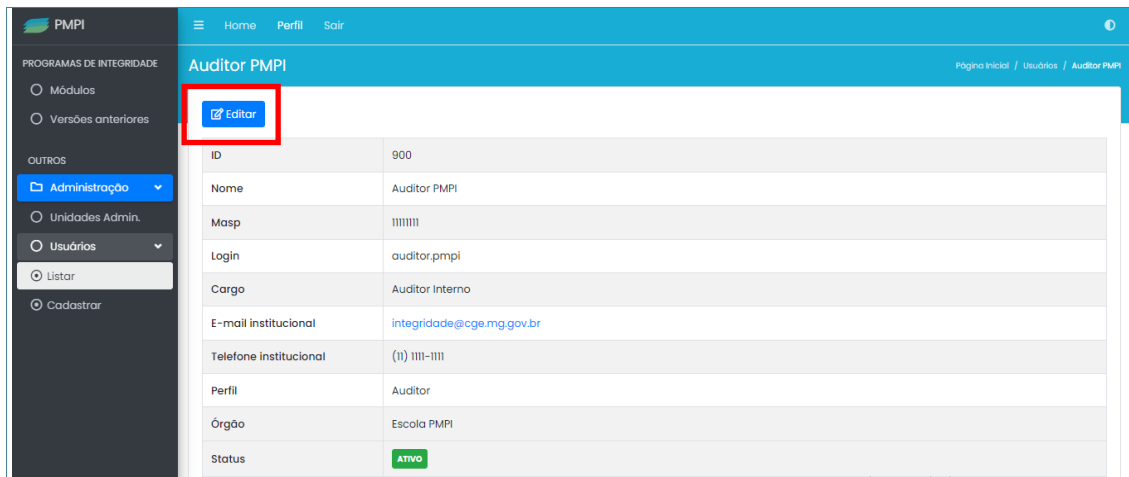 PMPI
Home Perfil Sair
PROGRAMAS DE INTEGRIDADE
Módulos
Versões anteriores
OUTROS
Administração
Unidades Admin.
Usuários
Listar
Cadastrar
Auditor PMPI
Página Inicial / Usuários / Auditor PMPI
Editar
ID 900
Nome Auditor PMPI
Masp 11111111
Login auditor.pmpi
Cargo Auditor Interno
E-mail institucional integridade@cge.mg.gov.br
Telefone institucional (11) 1111-1111
Perfil Auditor
Órgão Escola PMPI
Status ATIVO